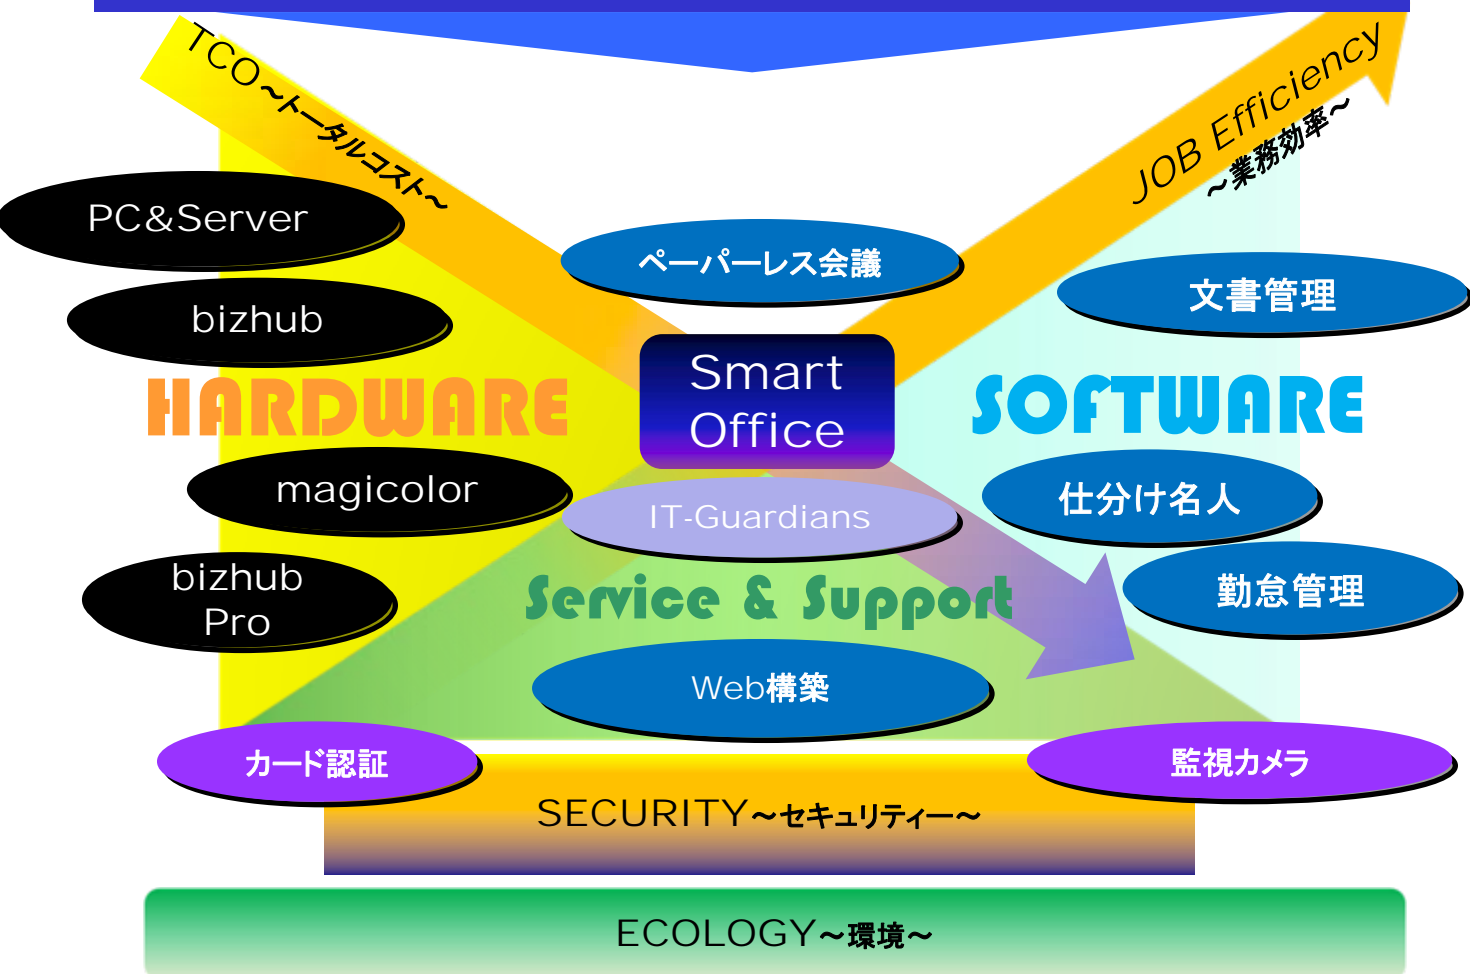 TCO～トータルコスト～
JOB Efficiency
～業務効率～
PC&Server
ペーパーレス会議
文書管理
bizhub
Smart
Office
HARDWARE
SOFTWARE
magicolor
仕分け名人
IT-Guardians
bizhub
Pro
Service & Support
勤怠管理
Web構築
カード認証
監視カメラ
SECURITY～セキュリティー～
ECOLOGY～環境～